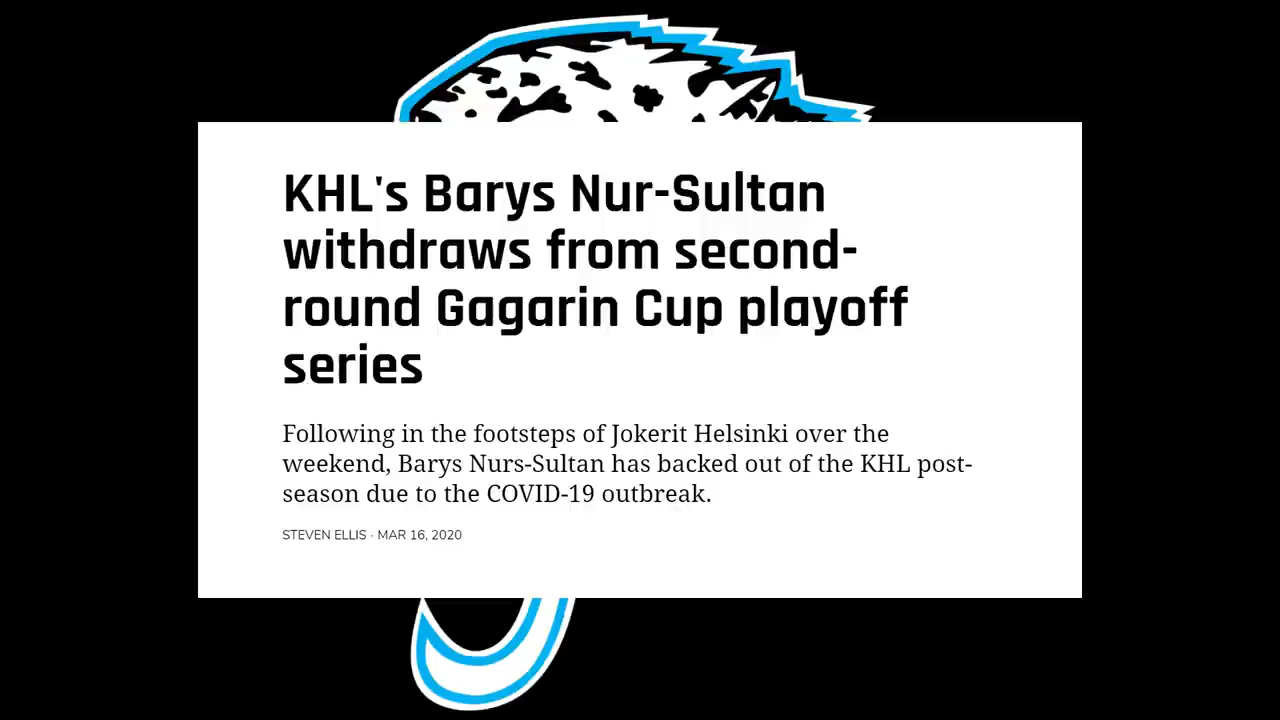 KHL's Barys Nur-Sultan
withdraws from second-
round Gagarin Cup playoff
series
Following in the footsteps of Jokerit Helsinki over the
weekend, Barys Nurs-Sultan has backed out of the KHL post-
season due to the COVID-19 outbreak.
STEVEN ELLIS · MAR 16, 2020